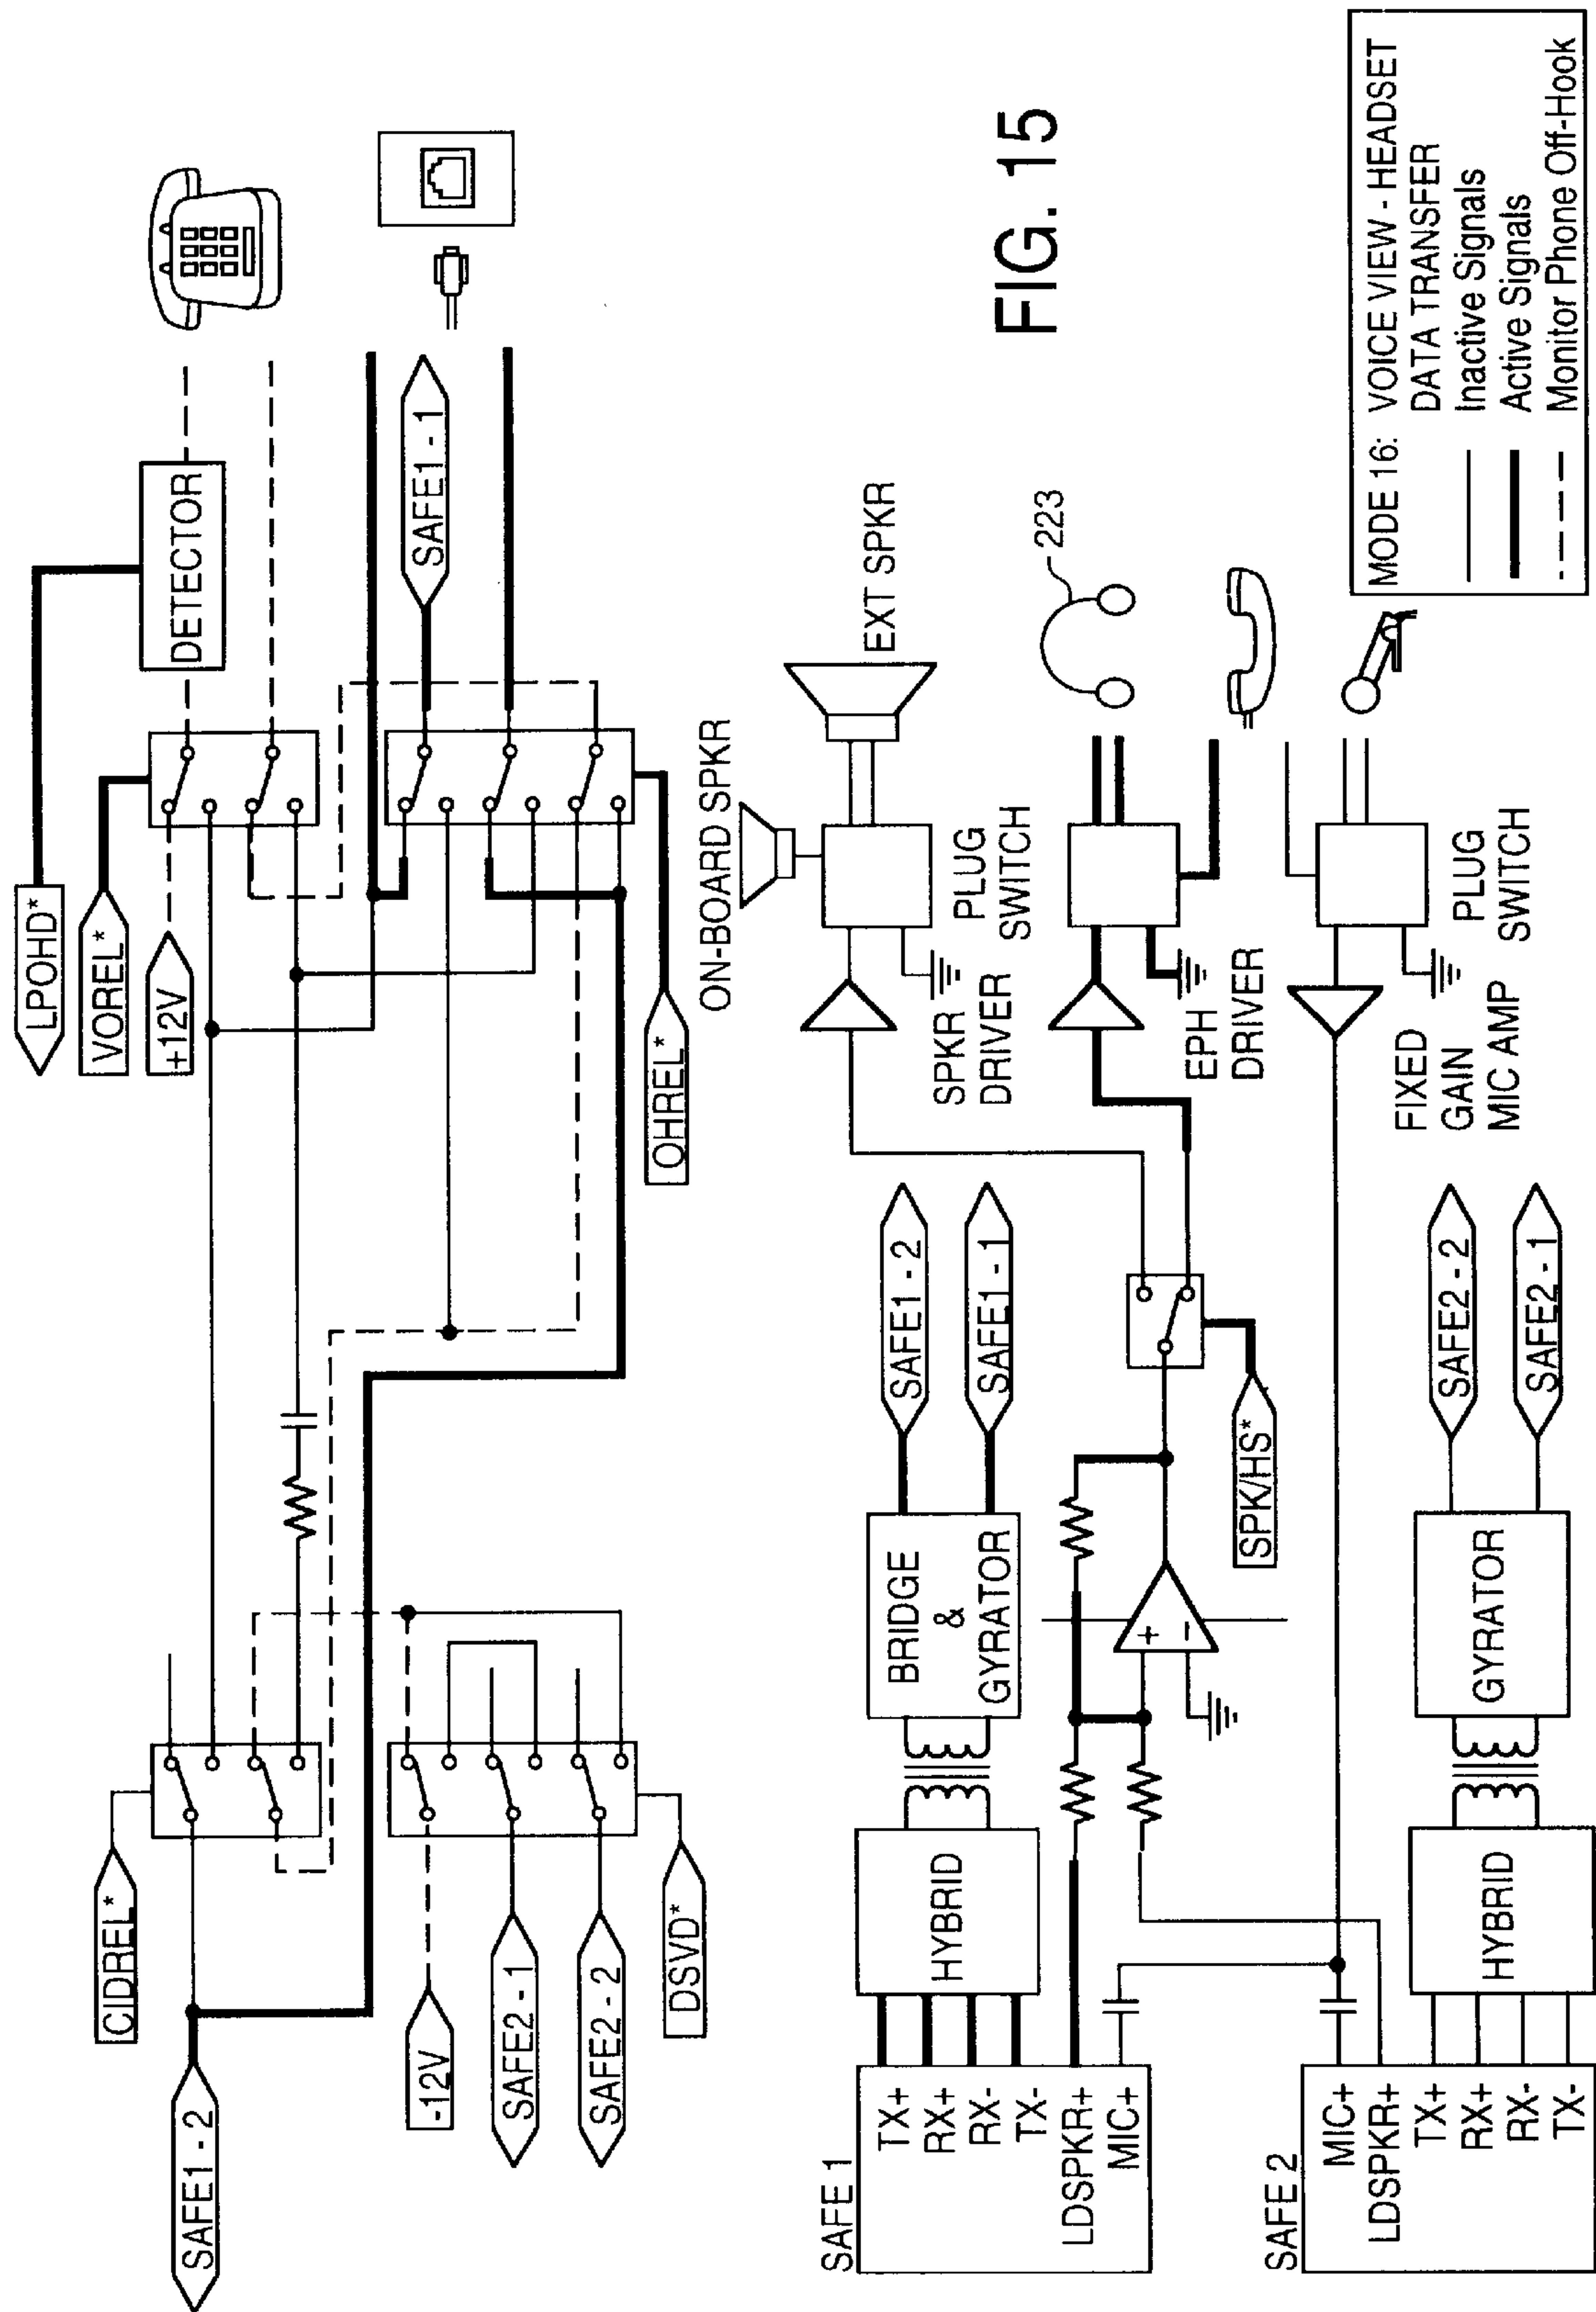 LPOHD*
VOREL*
+12V
DETECTOR
CIDREL*
SAFE1 - 2
-12V
SAFE2 - 1
SAFE2 - 2
DSVD*
SAFE1 - 1
OHREL*
ON-BOARD SPKR
EXT SPKR
SPKR
DRIVER
PLUG
SWITCH
223
EPH
DRIVER
FIXED
GAIN
MIC AMP
PLUG
SWITCH
SAFE1 - 2
SAFE1 - 1
BRIDGE
&
GYRATOR
HYBRID
SAFE 1
TX+
RX+
RX-
TX-
LDSPKR+
MIC+
+
-
SPK/HS*
SAFE2 - 2
SAFE2 - 1
GYRATOR
HYBRID
SAFE 2
MIC+
LDSPKR+
TX+
RX+
RX-
TX-
FIG. 15
MODE 16: VOICE VIEW - HEADSET
DATA TRANSFER
Inactive Signals
Active Signals
Monitor Phone Off-Hook